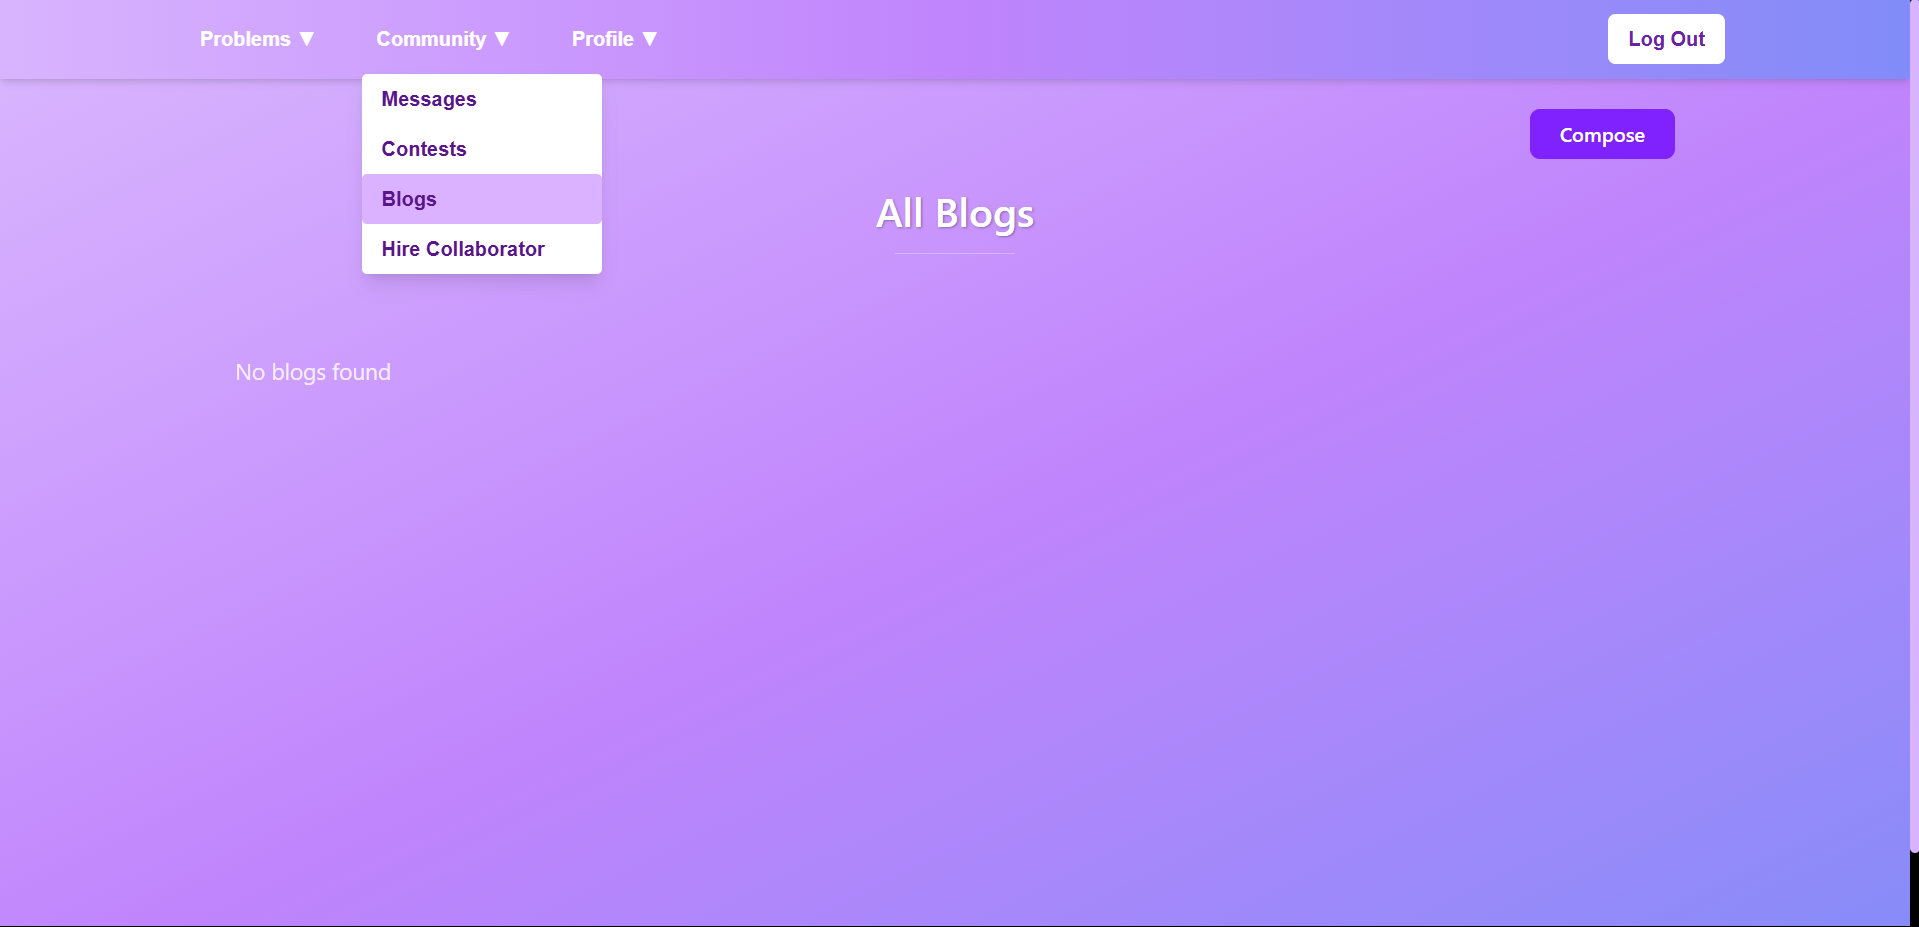 Problems ▼ Community ▼ Profile ▼ Log Out
Messages
Contests
Blogs
Hire Collaborator
Compose
All Blogs
No blogs found